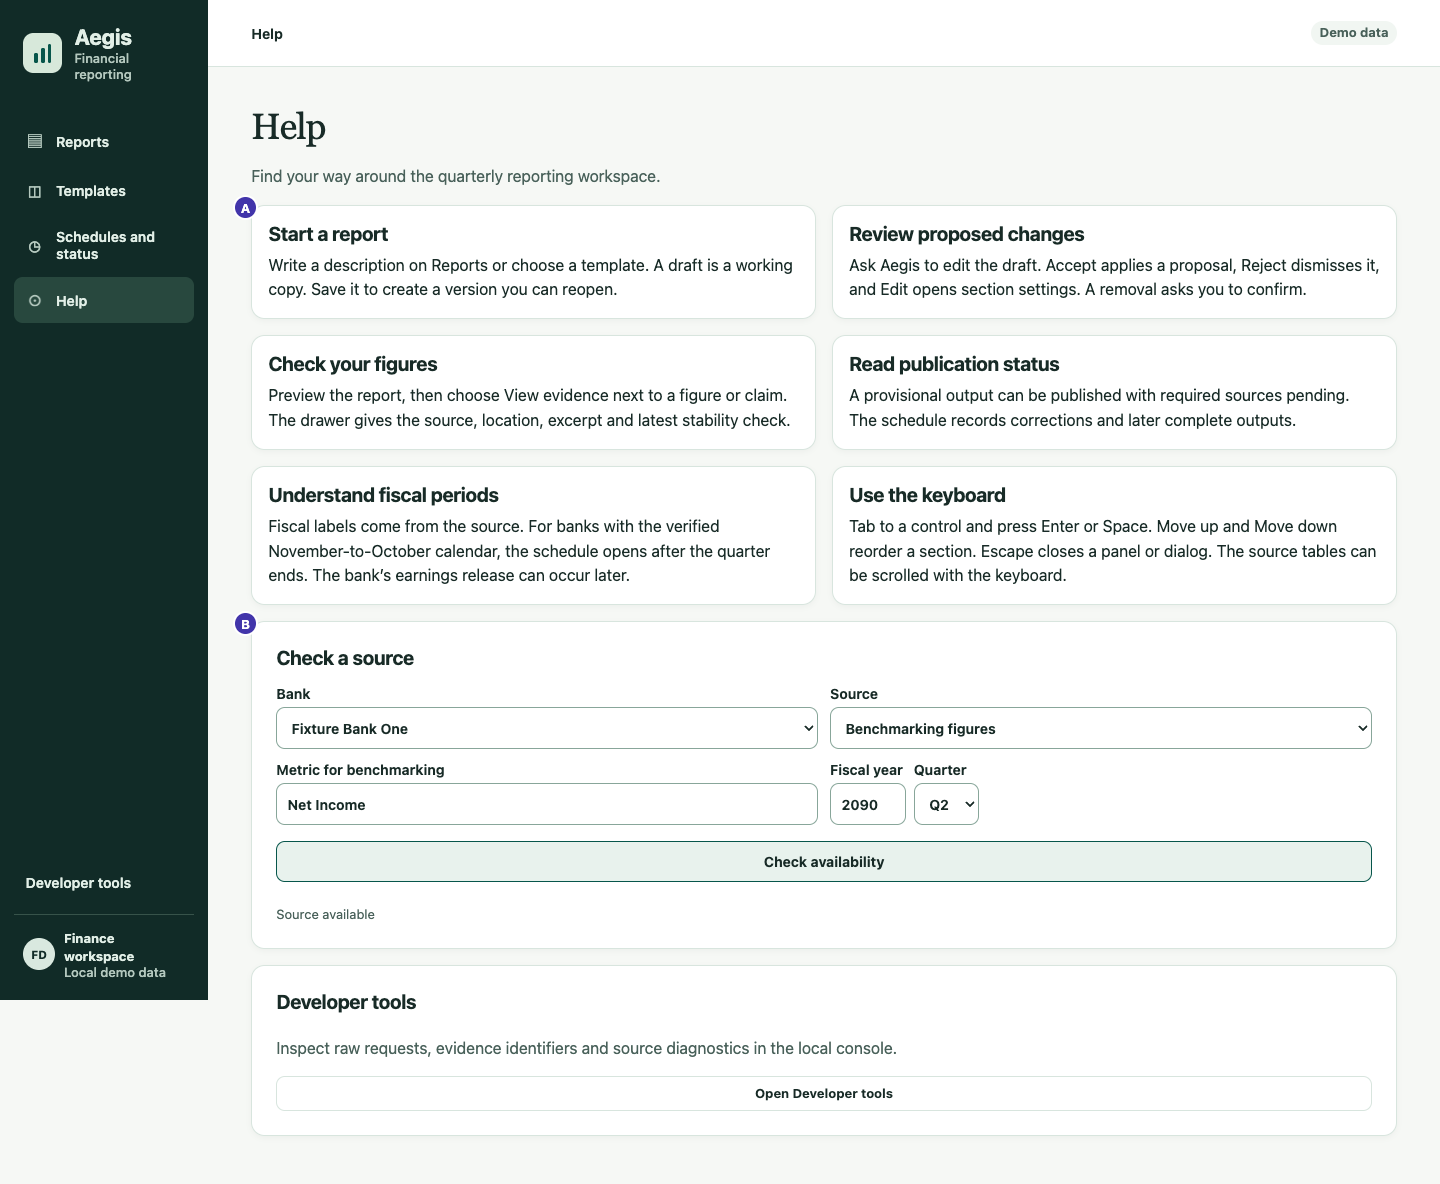 Aegis
Financial
reporting
Reports
Templates
Schedules and
status
Help
Developer tools
FD
Finance
workspace
Local demo data
Help
Demo data
Help
Find your way around the quarterly reporting workspace.
A
Start a report
Write a description on Reports or choose a template. A draft is a working
copy. Save it to create a version you can reopen.
Review proposed changes
Ask Aegis to edit the draft. Accept applies a proposal, Reject dismisses it,
and Edit opens section settings. A removal asks you to confirm.
Check your figures
Preview the report, then choose View evidence next to a figure or claim.
The drawer gives the source, location, excerpt and latest stability check.
Read publication status
A provisional output can be published with required sources pending.
The schedule records corrections and later complete outputs.
Understand fiscal periods
Fiscal labels come from the source. For banks with the verified
November-to-October calendar, the schedule opens after the quarter
ends. The bank’s earnings release can occur later.
Use the keyboard
Tab to a control and press Enter or Space. Move up and Move down
reorder a section. Escape closes a panel or dialog. The source tables can
be scrolled with the keyboard.
B
Check a source
Bank
Fixture Bank One
Source
Benchmarking figures
Metric for benchmarking
Net Income
Fiscal year
2090
Quarter
Q2
Check availability
Source available
Developer tools
Inspect raw requests, evidence identifiers and source diagnostics in the local console.
Open Developer tools